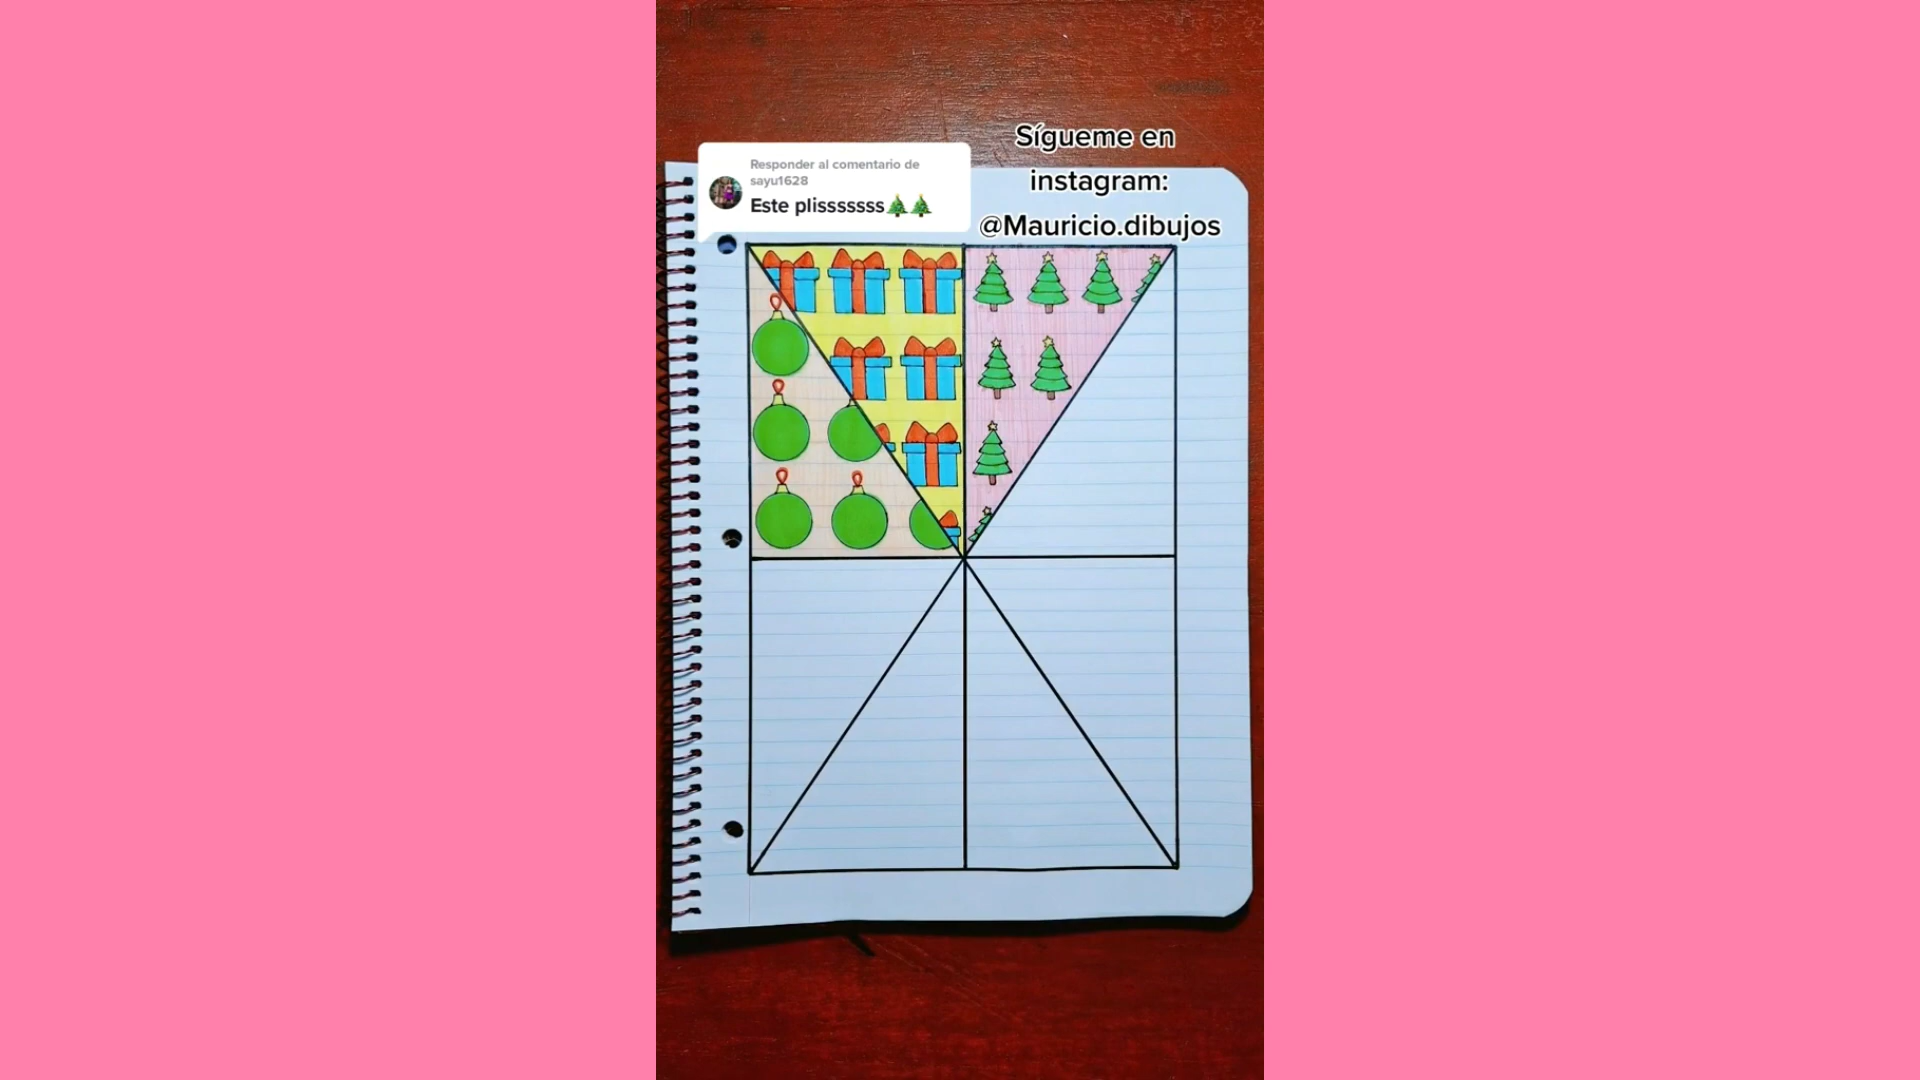 Responder al comentario de
sayu1628
Este plisssssss🎄🎄
Sígueme en
instagram:
@Mauricio.dibujos